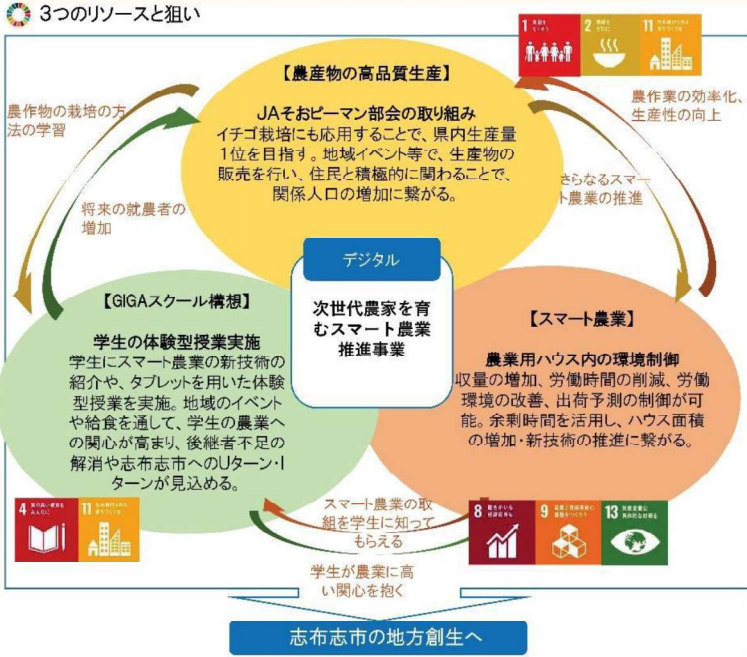 3つのリソースと狙い
1
2
11
【農産物の高品質生産】
JAそおピーマン部会の取り組み
イチゴ栽培にも応用することで、県内生産量
1位を目指す。地域イベント等で、生産物の
販売を行い、住民と積極的に関わることで、
関係人口の増加に繋がる。
農作物の栽培の方
法の学習
将来の就農者の
増加
農作業の効率化、
生産性の向上
さらなるスマー
ト農業の推進
デジタル
次世代農家を育
むスマート農業
推進事業
【GIGAスクール構想】
学生の体験型授業実施
学生にスマート農業の新技術の
紹介や、タブレットを用いた体験
型授業を実施。地域のイベント
や給食を通して、学生の農業へ
の関心が高まり、後継者不足の
解消や志布志市へのUターン・I
ターンが見込める。
【スマート農業】
農業用ハウス内の環境制御
収量の増加、労働時間の削減、労働
環境の改善、出荷予測の制御が可
能。余剰時間を活用し、ハウス面積
の増加・新技術の推進に繋がる。
4
11
スマート農業の取
組を学生に知って
もらえる
8
9
13
学生が農業に高
い関心を抱く
志布志市の地方創生へ